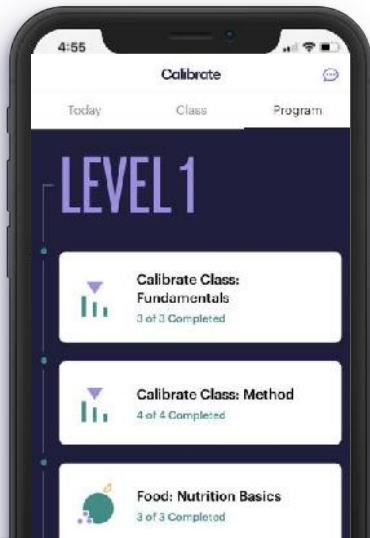 4:55
Calibrate
Today Class Program
LEVEL 1
Calibrate Class:
Fundamentals
3 of 3 Completed
Calibrate Class: Method
4 of 4 Completed
Food: Nutrition Basics
3 of 3 Completed